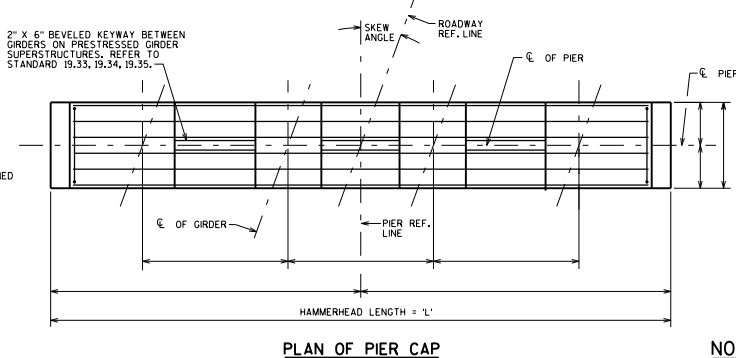 2" X 6" BEVELED KEYWAY BETWEEN
GIRDERS ON PRESTRESSED GIRDER
SUPERSTRUCTURES. REFER TO
STANDARD 19.33, 19.34, 19.35.
SKEW
ANGLE
ROADWAY
REF. LINE
℄ OF PIER
℄ PIER
℄ OF GIRDER
PIER REF.
LINE
HAMMERHEAD LENGTH = 'L'
PLAN OF PIER CAP
NO